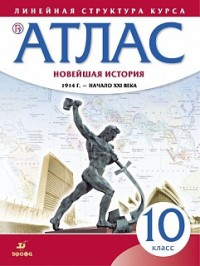 ЛИНЕЙНАЯ СТРУКТУРА КУРСА
АТЛАС
НОВЕЙШАЯ ИСТОРИЯ
1914 Г. – НАЧАЛО XXI ВЕКА
10
класс
дрофа